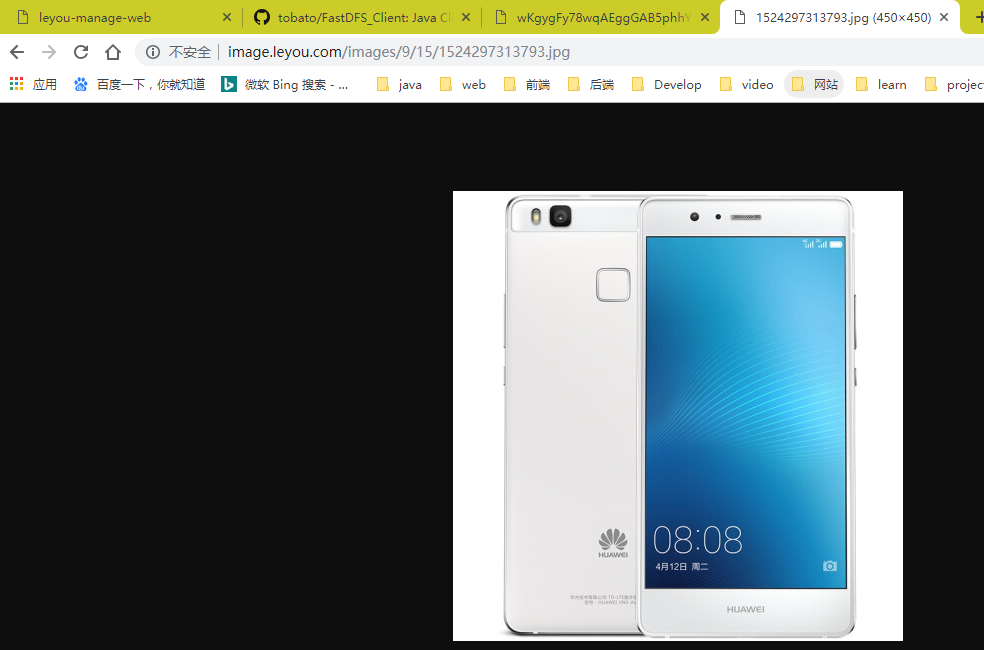 leyou-manage-web
tobato/FastDFS_Client: Java Cl
wKgygFy78wqAEggGAB5phhY
1524297313793.jpg (450×450)
不安全 image.leyou.com/images/9/15/1524297313793.jpg
应用 百度一下，你就知道 微软 Bing 搜索 - ... java web 前端 后端 Develop video 网站 learn project
08:08
4月12日 周二
HUAWEI
HUAWEI